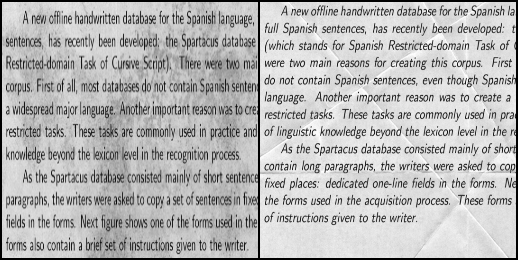 A new offline handwritten database for the Spanish language,
sentences, has recently been developed: the Spartacus database
Restricted-domain Task of Cursive Script). There were two
corpus. First of all, most databases do not contain Spanish
a widespread major language. Another important reason was to
restricted tasks. These tasks are commonly used in practice and
knowledge beyond the lexicon level in the recognition process.
As the Spartacus database consisted mainly of short sentence
paragraphs, the writers were asked to copy a set of sentences in
fields in the forms. Next figure shows one of the forms used in the
forms also contain a brief set of instructions given to the writer.
A new offline handwritten database for the Spanish
full Spanish sentences, has recently been developed:
(which stands for Spanish Restricted-domain Task of
were two main reasons for creating this corpus. First
do not contain Spanish sentences, even though Spanish
language. Another important reason was to create a
restricted tasks. These tasks are commonly used in
of linguistic knowledge beyond the lexicon level in the
As the Spartacus database consisted mainly of short
contain long paragraphs, the writers were asked to
fixed places: dedicated one-line fields in the forms.
the forms used in the acquisition process. These forms
of instructions given to the writer.